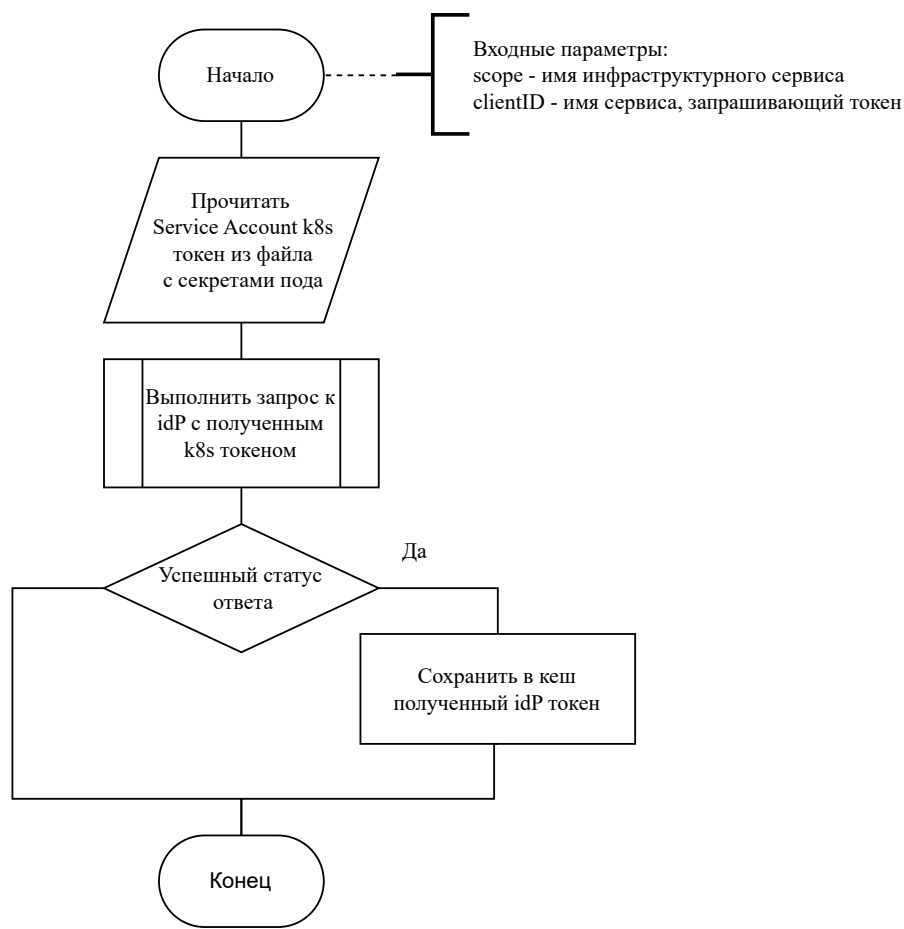 Начало
Входные параметры:
scope - имя инфраструктурного сервиса
clientID - имя сервиса, запрашивающий токен
Прочитать
Service Account k8s
токен из файла
с секретами пода
Выполнить запрос к
idP с полученным
k8s токеном
Да
Успешный статус
ответа
Сохранить в кеш
полученный idP токен
Конец